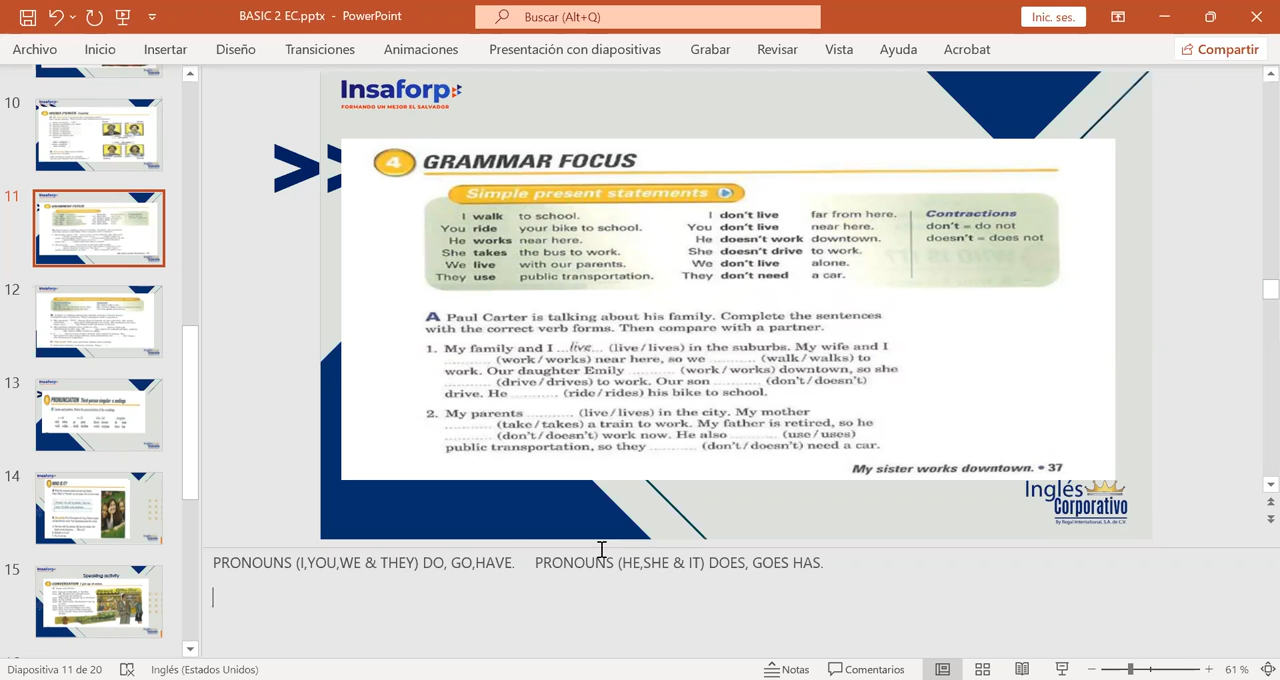 BASIC 2 EC.pptx - PowerPoint
Buscar (Alt+Q)
Inic. ses.
Archivo Inicio Insertar Diseño Transiciones Animaciones Presentación con diapositivas Grabar Revisar Vista Ayuda Acrobat
Compartir
10
11
12
13
14
15
Insaforp
FORMANDO UN MEJOR EL SALVADOR
4 GRAMMAR FOCUS
Simple present statements
I walk to school.
You ride your bike to school.
He works near here.
She takes the bus to work.
We live with our parents.
They use public transportation.
I don't live far from here.
You don't live near here.
He doesn't work downtown.
She doesn't drive to work.
We don't live alone.
They don't need a car.
Contractions
don't = do not
doesn't = does not
A Paul Carter is talking about his family. Complete the sentences
with the correct verb forms. Then compare with a partner.
1. My family and I ...live... (live / lives) in the suburbs. My wife and I
.......... (work / works) near here, so we .......... (walk / walks) to
work. Our daughter Emily .......... (work / works) downtown, so she
.......... (drive / drives) to work. Our son .......... (don't / doesn't)
drive. He .......... (ride / rides) his bike to school.
2. My parents .......... (live / lives) in the city. My mother
.......... (take / takes) a train to work. My father is retired, so he
.......... (don't / doesn't) work now. He also .......... (use / uses)
public transportation, so they .......... (don't / doesn't) need a car.
My sister works downtown. • 37
Inglés
Corporativo
By Regal International, S.A. de C.V.
PRONOUNS (I,YOU,WE & THEY) DO, GO,HAVE. PRONOUNS (HE,SHE & IT) DOES, GOES HAS.
Diapositiva 11 de 20 Inglés (Estados Unidos) Notas Comentarios 61 %